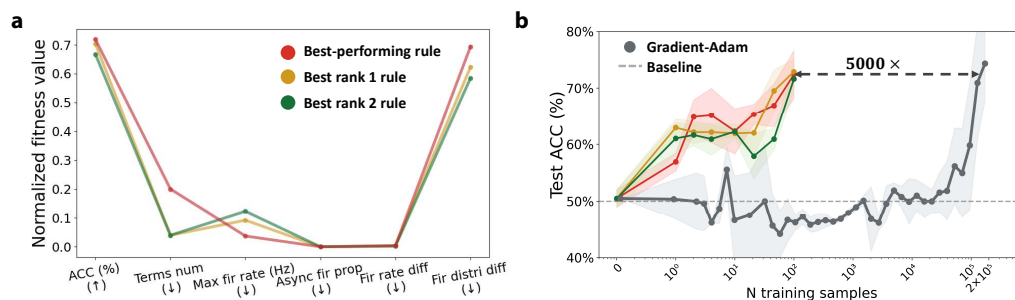 a
Normalized fitness value
0.7
0.6
0.5
0.4
0.3
0.2
0.1
0.0
Best-performing rule
Best rank 1 rule
Best rank 2 rule
ACC (%)
(↑)
Terms num
(↓)
Max fir rate (Hz)
(↓)
Async fir prop
(↓)
Fir rate diff
(↓)
Fir distri diff
(↓)
b
Test ACC (%)
80%
70%
60%
50%
40%
Gradient-Adam
Baseline
5000 ×
0
10⁰
10¹
10²
10³
10⁴
10⁵
2×10⁵
N training samples